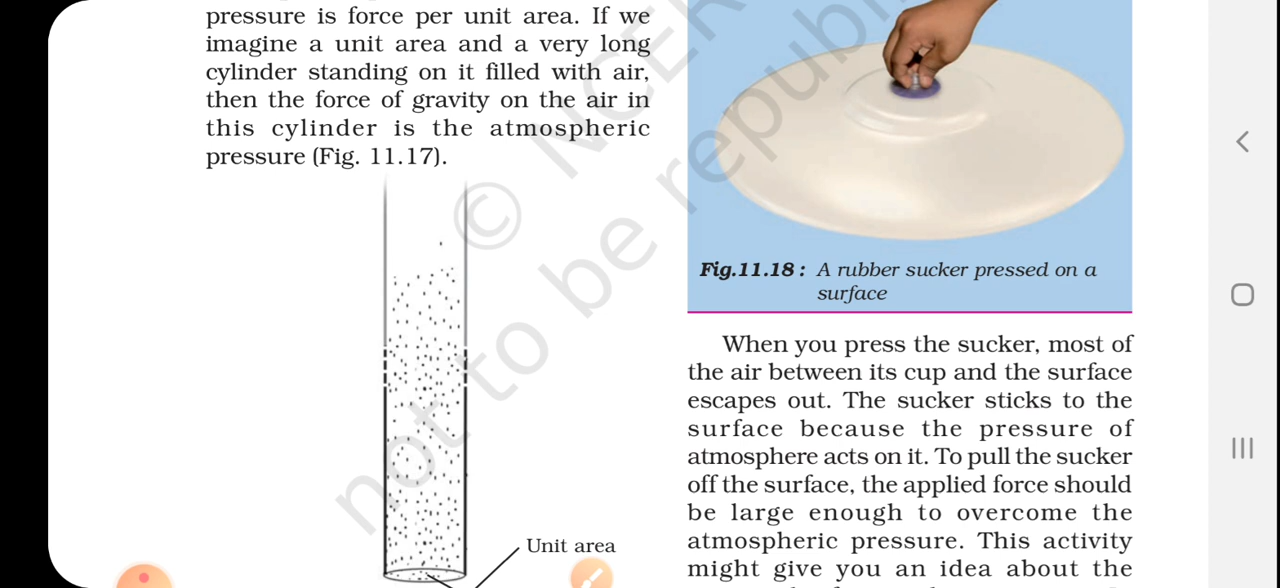 pressure is force per unit area. If we
imagine a unit area and a very long
cylinder standing on it filled with air,
then the force of gravity on the air in
this cylinder is the atmospheric
pressure (Fig. 11.17).
Unit area
Fig.11.18 : A rubber sucker pressed on a
surface
When you press the sucker, most of
the air between its cup and the surface
escapes out. The sucker sticks to the
surface because the pressure of
atmosphere acts on it. To pull the sucker
off the surface, the applied force should
be large enough to overcome the
atmospheric pressure. This activity
might give you an idea about the
© NCER
not to be republi